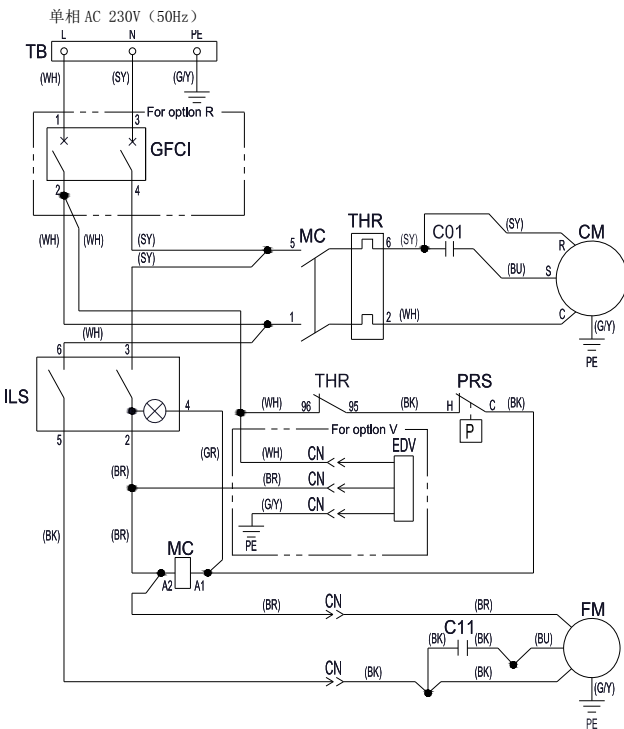 单相 AC 230V（50Hz）
L N PE
TB
(WH) (SY) (G/Y)
For option R
1 3
GFCI
2 4
(WH) (WH) (SY)
(SY)
5 MC THR 6 (SY) C01 (SY) R CM
(BU) S
1 2 (WH) C
(G/Y)
PE
(WH)
6 3
ILS
4
5 2
(GR)
THR PRS
(WH) 96 95 (BK) H C (BK)
P
For option V
EDV
(WH) CN
(BR) CN
(G/Y) CN
PE
(BR)
(BK) (BR)
MC
A2 A1
(BR) CN (BR) FM
C11
(BK) (BK) (BU)
CN (BK) (BK)
(G/Y)
PE